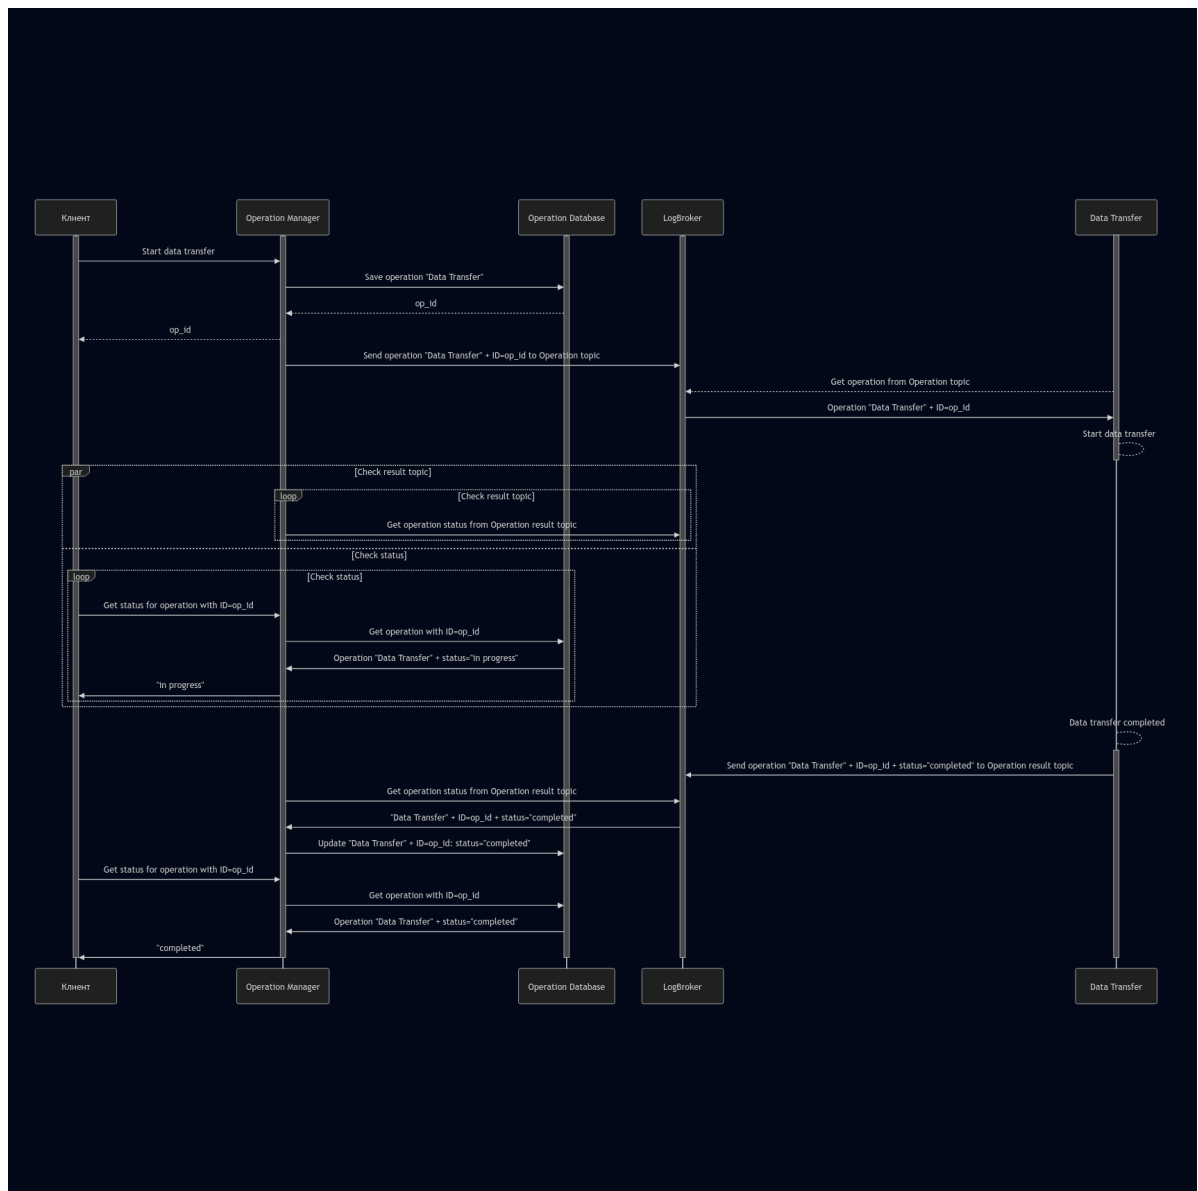 Клиент
Operation Manager
Operation Database
LogBroker
Data Transfer
Start data transfer
Save operation "Data Transfer"
op_id
op_id
Send operation "Data Transfer" + ID=op_id to Operation topic
Get operation from Operation topic
Operation "Data Transfer" + ID=op_id
Start data transfer
par
[Check result topic]
loop
[Check result topic]
Get operation status from Operation result topic
[Check status]
loop
[Check status]
Get status for operation with ID=op_id
Get operation with ID=op_id
Operation "Data Transfer" + status="in progress"
"in progress"
Data transfer completed
Send operation "Data Transfer" + ID=op_id + status="completed" to Operation result topic
Get operation status from Operation result topic
"Data Transfer" + ID=op_id + status="completed"
Update "Data Transfer" + ID=op_id: status="completed"
Get status for operation with ID=op_id
Get operation with ID=op_id
Operation "Data Transfer" + status="completed"
"completed"
Клиент
Operation Manager
Operation Database
LogBroker
Data Transfer